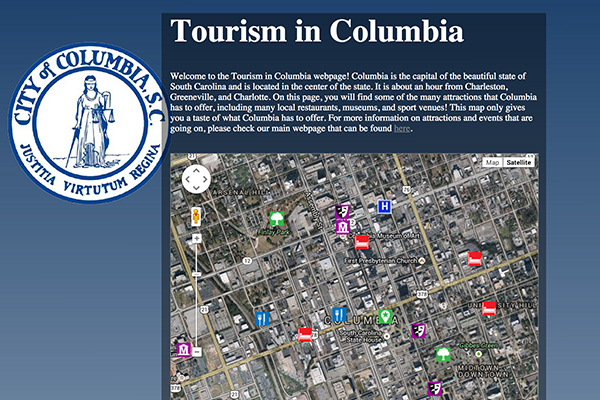 Tourism in Columbia
CITY of COLUMBIA, S.C.
JUSTITIA VIRTUTUM REGINA
Welcome to the Tourism in Columbia webpage! Columbia is the capital of the beautiful state of
South Carolina and is located in the center of the state. It is about an hour from Charleston,
Greeneville, and Charlotte. On this page, you will find some of the many attractions that Columbia
has to offer, including many local restaurants, museums, and sport venues! This map only gives
you a taste of what Columbia has to offer. For more information on attractions and events that are
going on, please check our main webpage that can be found here.
Map Satellite
ARSENAL HILL
Finlay Park
H
Columbia Museum of Art
First Presbyterian Church
UNIVERSITY HILL
COLUMBIA
South Carolina
State House
Gibbes Green
MIDTOWN -
DOWNTOWN